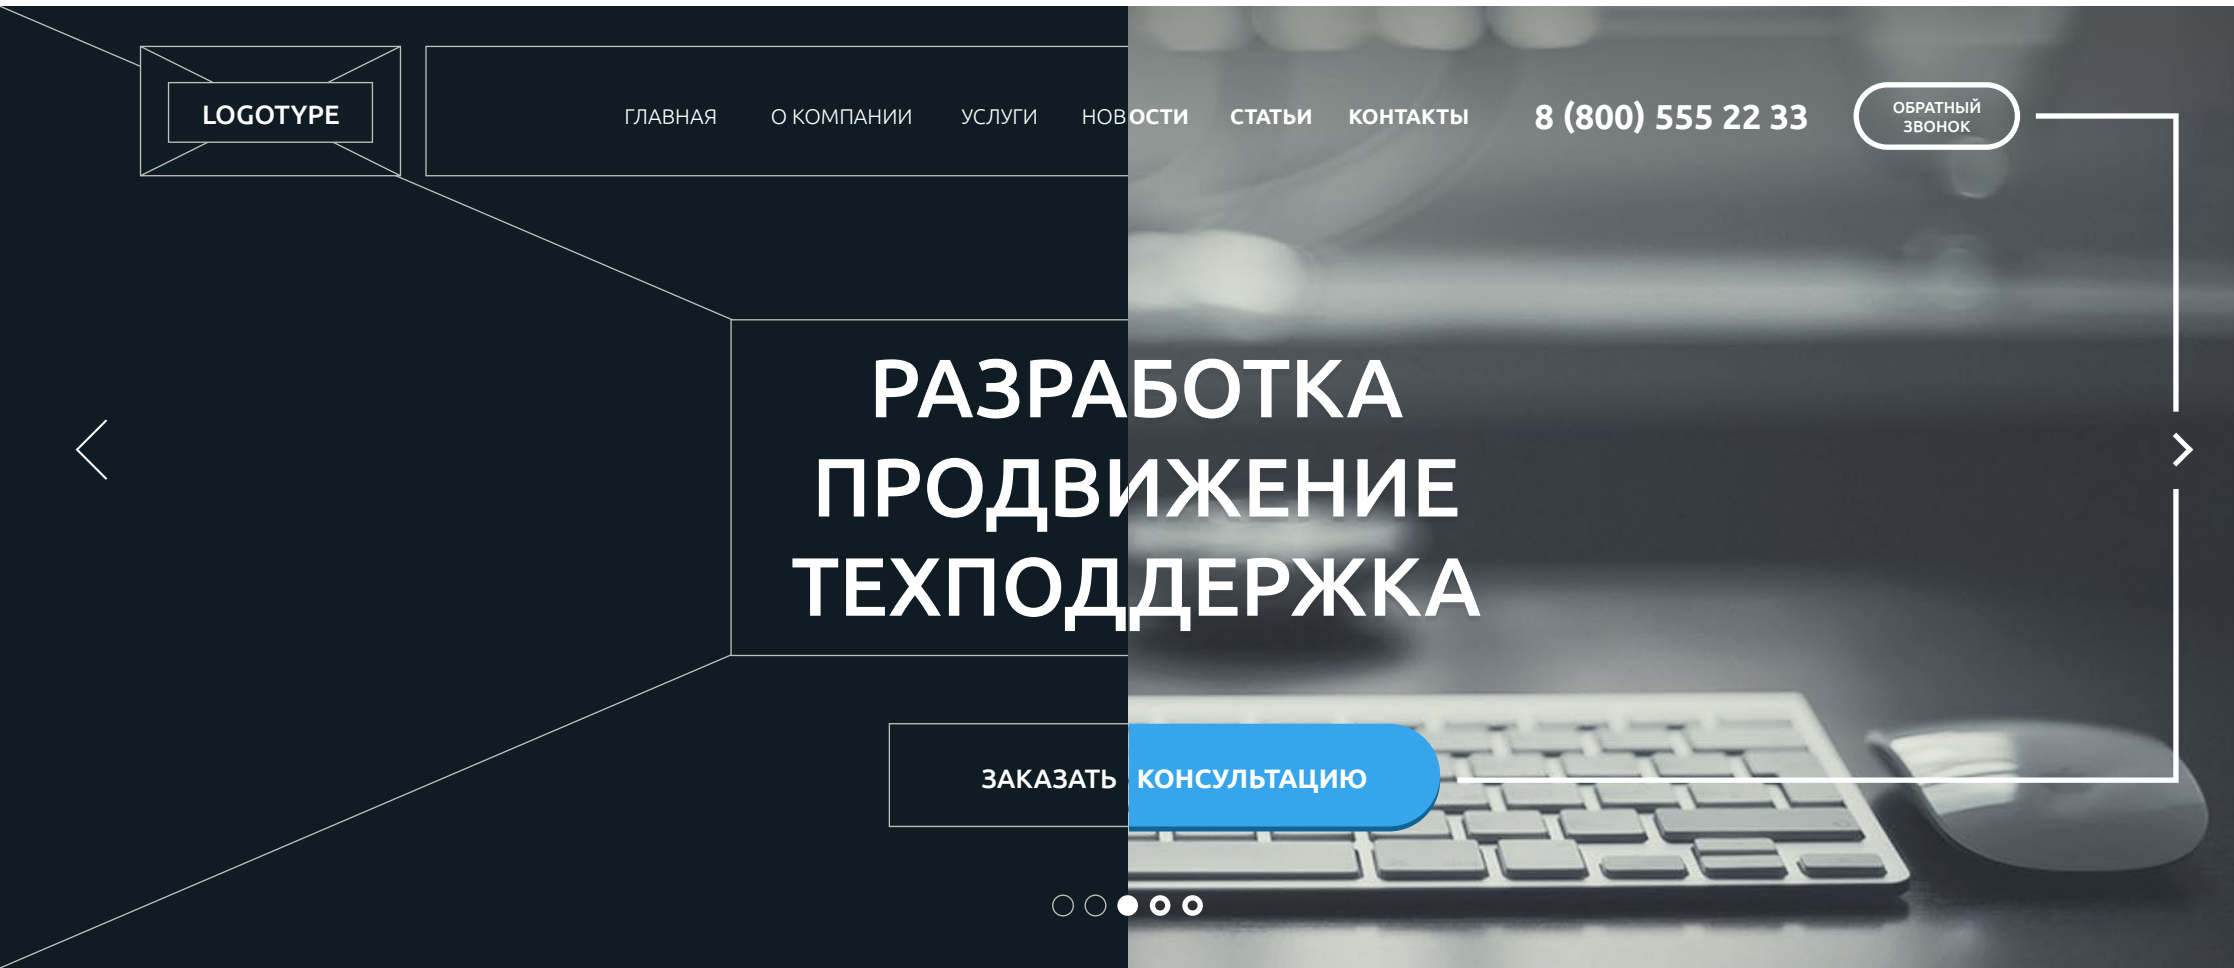 LOGOTYPE
ГЛАВНАЯ О КОМПАНИИ УСЛУГИ НОВОСТИ СТАТЬИ КОНТАКТЫ 8 (800) 555 22 33
ОБРАТНЫЙ
ЗВОНОК
РАЗРАБОТКА
ПРОДВИЖЕНИЕ
ТЕХПОДДЕРЖКА
ЗАКАЗАТЬ КОНСУЛЬТАЦИЮ